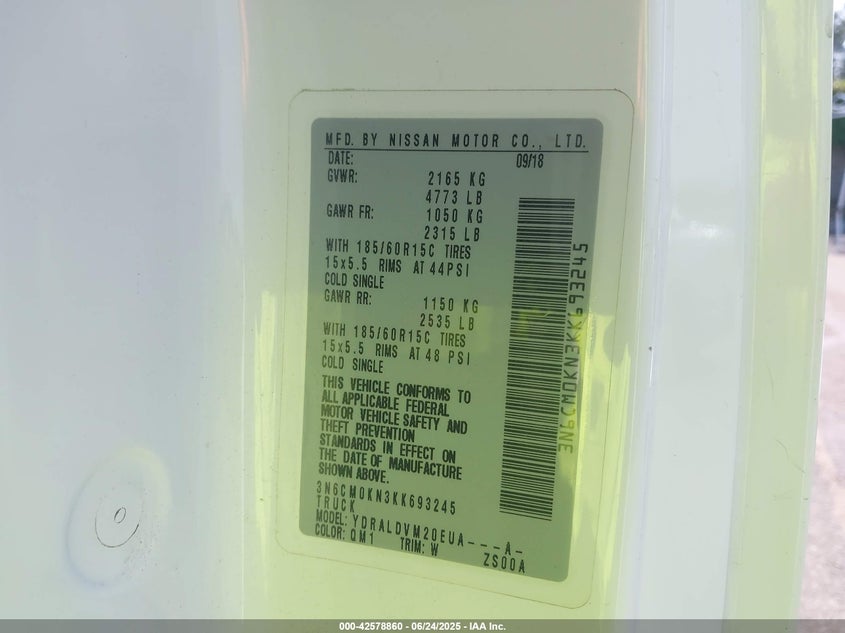 MFD. BY NISSAN MOTOR CO., LTD.
DATE: 09/18
GVWR: 2165 KG
4773 LB
GAWR FR: 1050 KG
2315 LB
WITH 185/60R15C TIRES
15x5.5 RIMS AT 44PSI
COLD SINGLE
GAWR RR: 1150 KG
2535 LB
WITH 185/60R15C TIRES
15x5.5 RIMS AT 48 PSI
COLD SINGLE
THIS VEHICLE CONFORMS TO
ALL APPLICABLE FEDERAL
MOTOR VEHICLE SAFETY AND
THEFT PREVENTION
STANDARDS IN EFFECT ON
THE DATE OF MANUFACTURE
SHOWN ABOVE.
3N6CM0KN3KK693245
TRUCK
MODEL: YDRALDVM20EUA---A-
COLOR: QM1 TRIM: W ZS00A
3N6CM0KN3KK693245
000-42578860 - 06/24/2025 - IAA Inc.